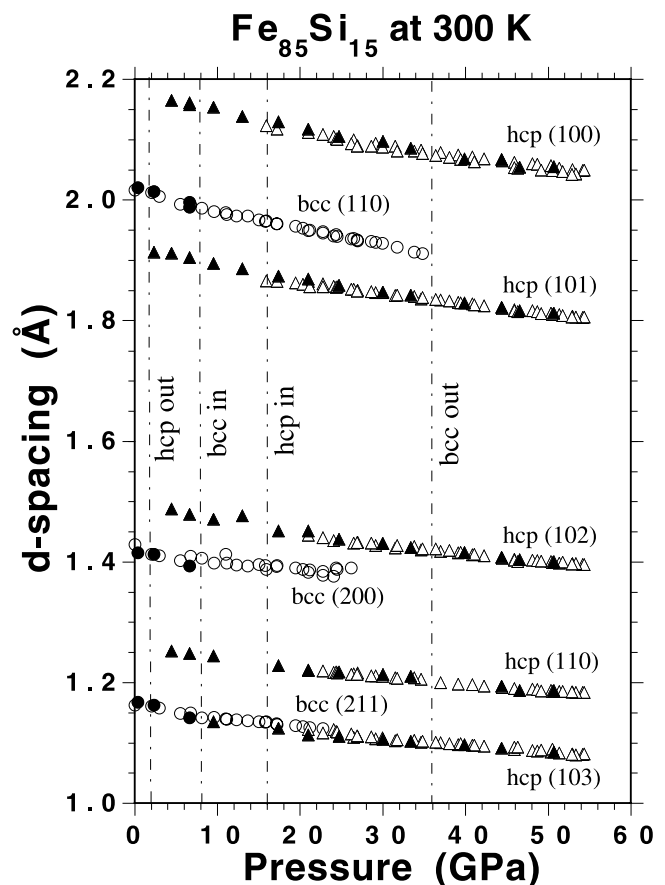 Fe85Si15 at 300 K
2.2
hcp (100)
2.0
bcc (110)
hcp (101)
1.8
hcp out
bcc in
hcp in
bcc out
1.6
d-spacing (Å)
hcp (102)
1.4
bcc (200)
hcp (110)
1.2
bcc (211)
hcp (103)
1.0
0 10 20 30 40 50 60
Pressure (GPa)